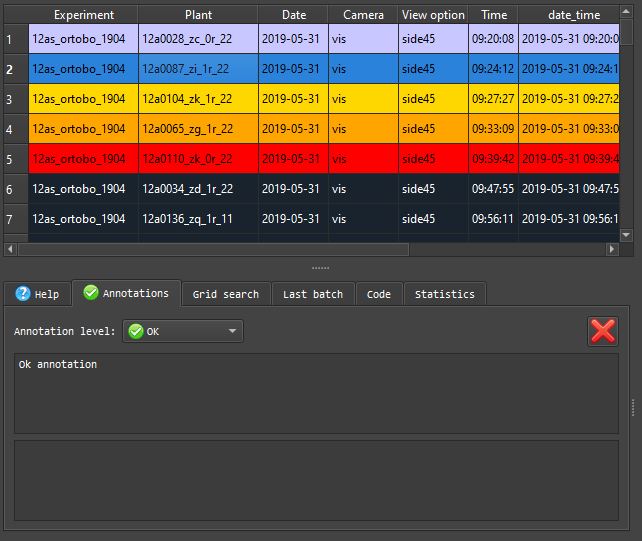 Experiment Plant Date Camera View option Time date_time
1 12as_ortobo_1904 12a0028_zc_0r_22 2019-05-31 vis side45 09:20:08 2019-05-31 09:20:0
2 12as_ortobo_1904 12a0087_zi_1r_22 2019-05-31 vis side45 09:24:12 2019-05-31 09:24:1
3 12as_ortobo_1904 12a0104_zk_1r_22 2019-05-31 vis side45 09:27:27 2019-05-31 09:27:2
4 12as_ortobo_1904 12a0065_zg_1r_22 2019-05-31 vis side45 09:33:09 2019-05-31 09:33:0
5 12as_ortobo_1904 12a0110_zk_0r_22 2019-05-31 vis side45 09:39:42 2019-05-31 09:39:4
6 12as_ortobo_1904 12a0034_zd_1r_22 2019-05-31 vis side45 09:47:55 2019-05-31 09:47:5
7 12as_ortobo_1904 12a0136_zq_1r_11 2019-05-31 vis side45 09:56:11 2019-05-31 09:56:1
Help Annotations Grid search Last batch Code Statistics
Annotation level: OK
Ok annotation